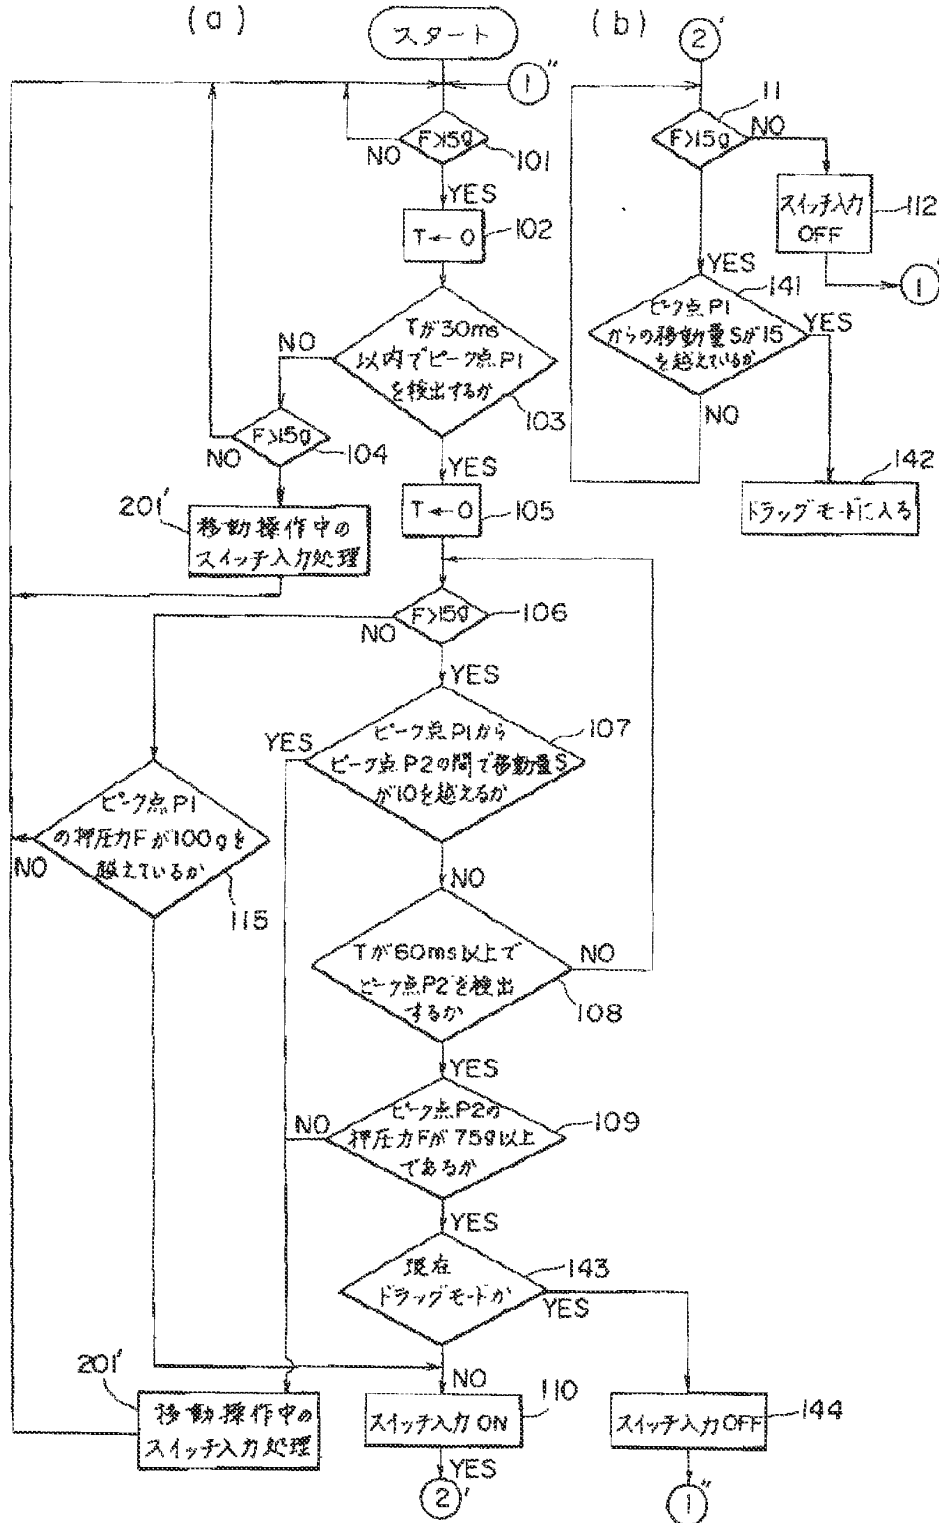 (a)
スタート
1''
F>15g
NO
101
YES
T←0
102
Tが30ms
以内でピーク点P1
を検出するか
NO
103
F>15g
NO
104
201'
移動操作中の
スイッチ入力処理
YES
T←0
105
F>15g
NO
106
YES
ピーク点P1から
ピーク点P2の間で移動量S
が10を越えるか
YES
107
ピーク点P1
の押圧力Fが100gを
越えているか
NO
115
NO
Tが60ms以上で
ピーク点P2を検出
するか
NO
108
YES
ピーク点P2の
押圧力Fが75g以上
であるか
NO
109
YES
現在
ドラッグモードか
143
YES
201'
移動操作中の
スイッチ入力処理
NO
110
スイッチ入力ON
YES
2'
スイッチ入力OFF
144
1''
(b)
2'
11
F>15g
NO
スイッチ入力
OFF
112
YES
1''
ピーク点P1
からの移動量Sが15
を越えているか
141
YES
NO
142
ドラッグモードに入る